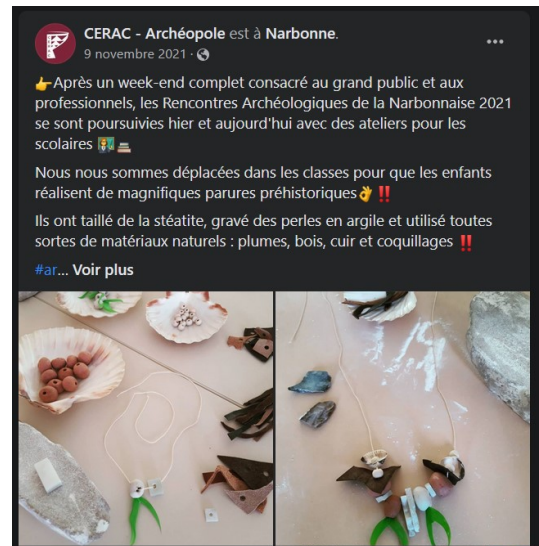 CERAC - Archéopole est à Narbonne.
9 novembre 2021 ·
👉Après un week-end complet consacré au grand public et aux
professionnels, les Rencontres Archéologiques de la Narbonnaise 2021
se sont poursuivies hier et aujourd'hui avec des ateliers pour les
scolaires 👩‍🏫📚
Nous nous sommes déplacées dans les classes pour que les enfants
réalisent de magnifiques parures préhistoriques👌‼️
Ils ont taillé de la stéatite, gravé des perles en argile et utilisé toutes
sortes de matériaux naturels : plumes, bois, cuir et coquillages ‼️
#ar... Voir plus